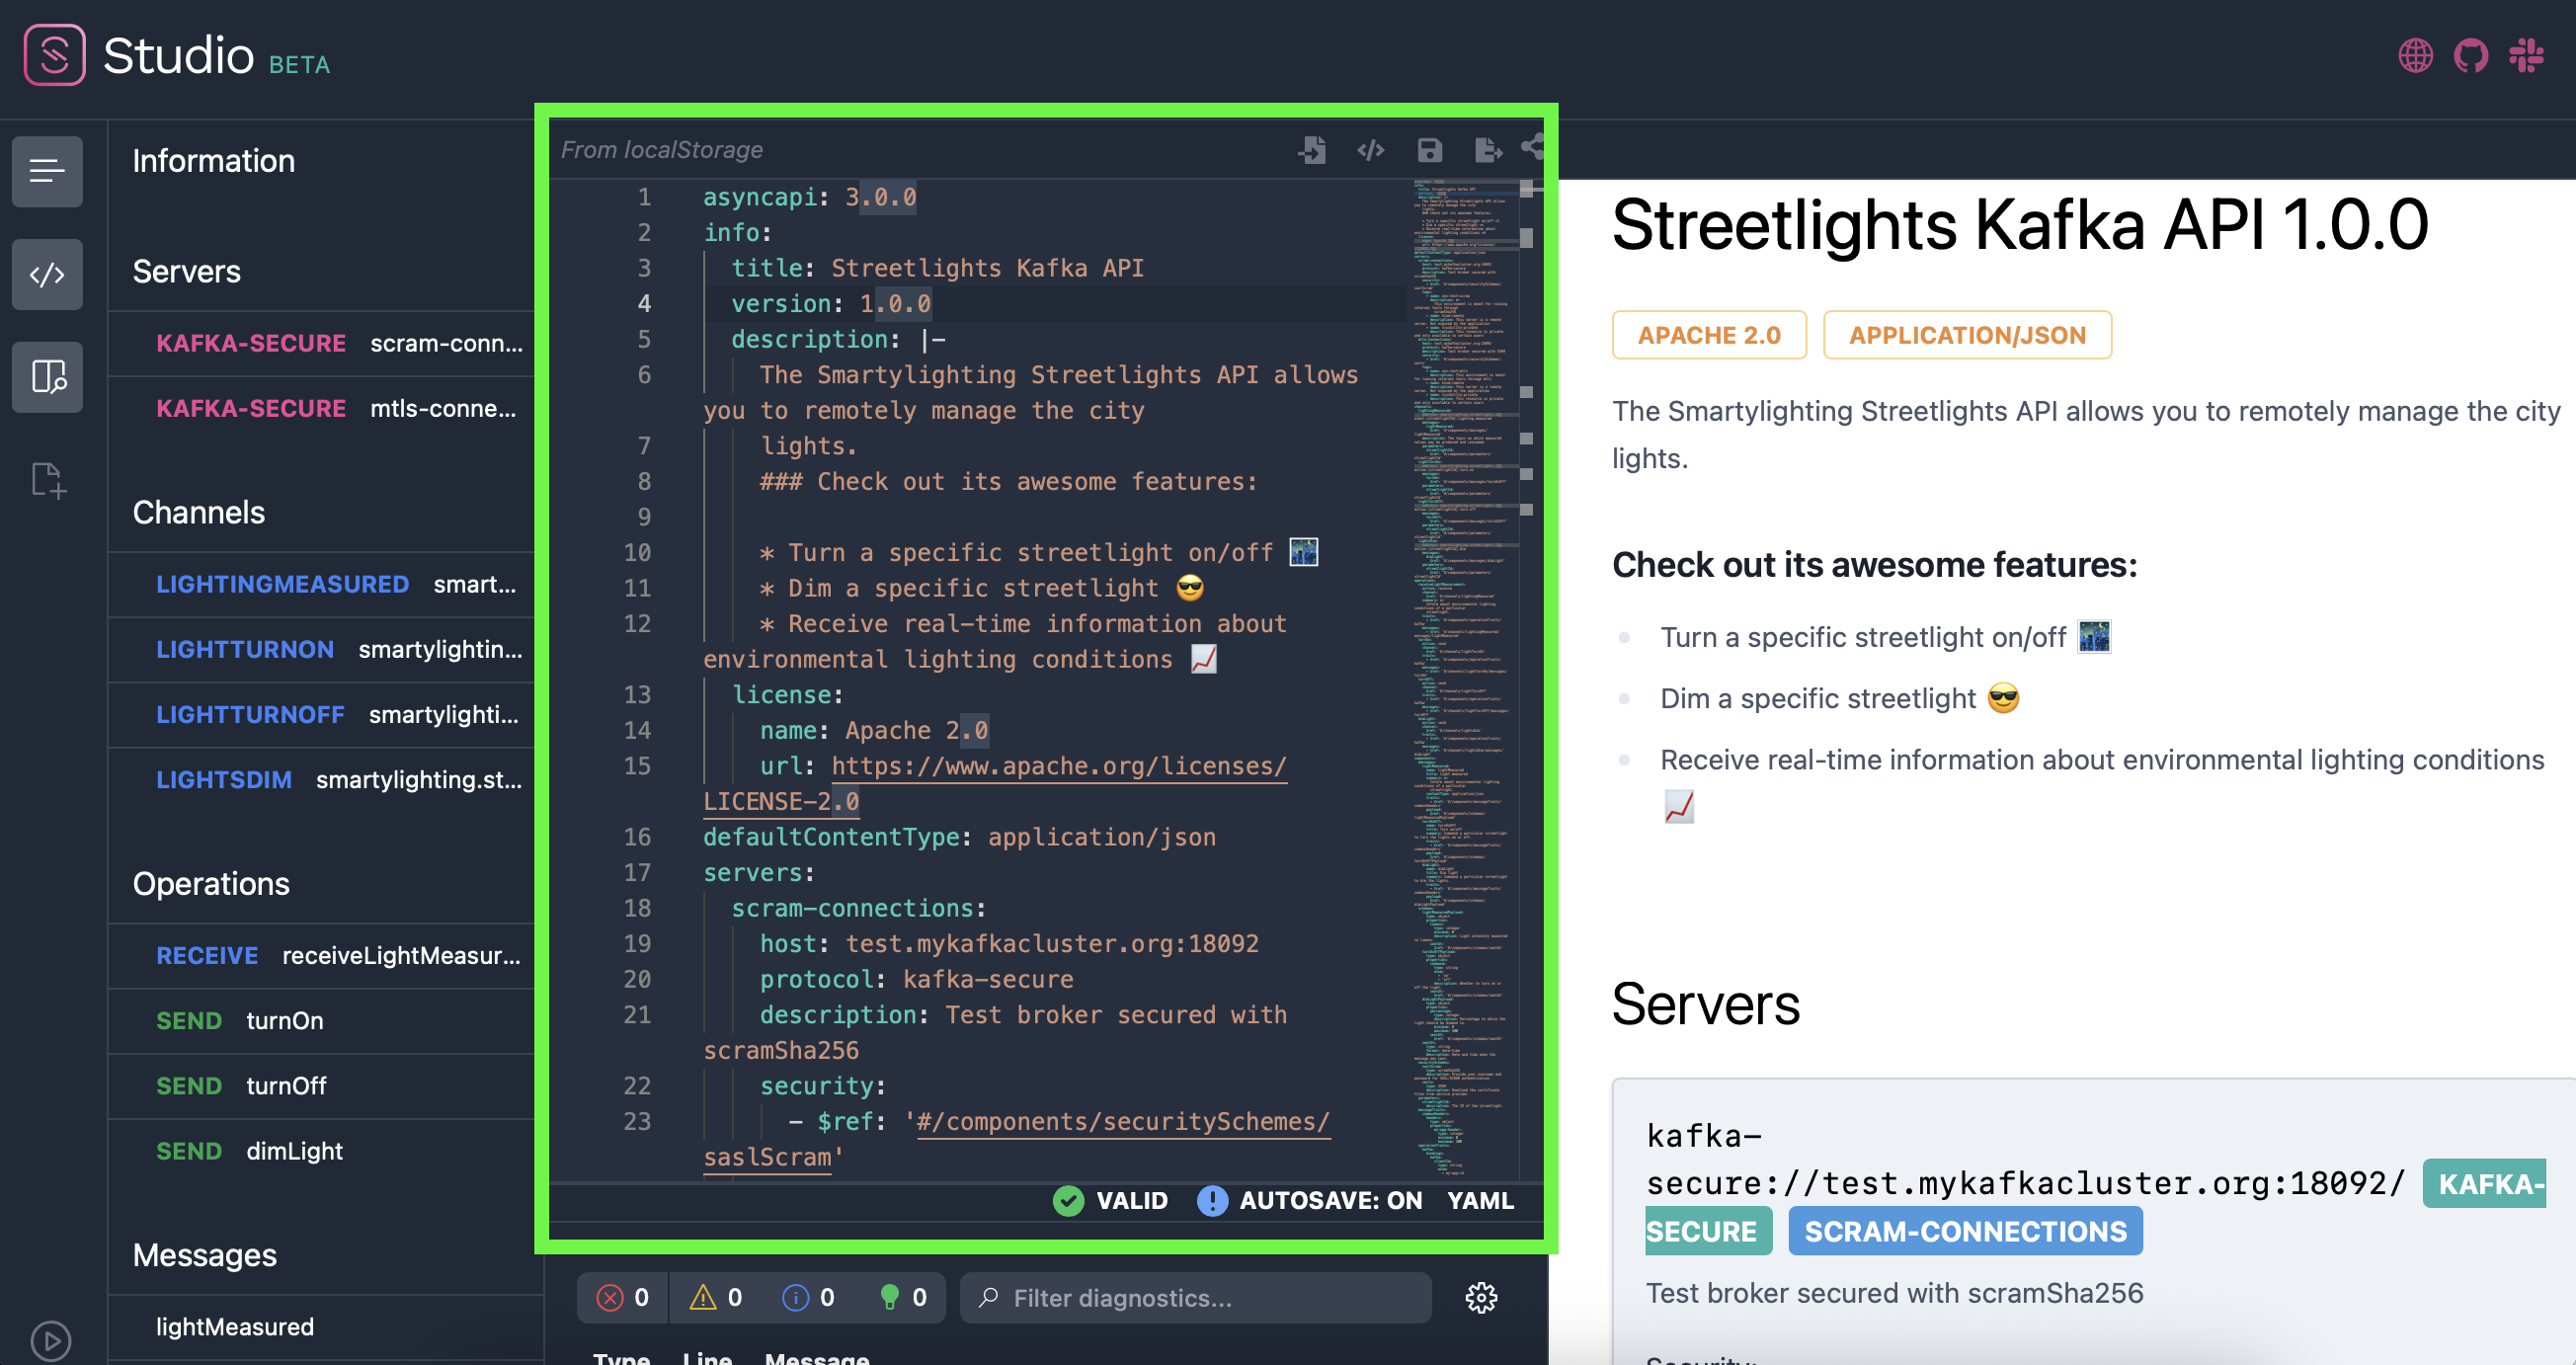 Studio BETA
Information
Servers
KAFKA-SECURE scram-conn...
KAFKA-SECURE mtls-conne...
Channels
LIGHTINGMEASURED smart...
LIGHTTURNON smartylightin...
LIGHTTURNOFF smartylighti...
LIGHTSDIM smartylighting.st...
Operations
RECEIVE receiveLightMeasur...
SEND turnOn
SEND turnOff
SEND dimLight
Messages
lightMeasured
From localStorage
1 asyncapi: 3.0.0
2 info:
3 title: Streetlights Kafka API
4 version: 1.0.0
5 description: |-
6 The Smartylighting Streetlights API allows
you to remotely manage the city
7 lights.
8 ### Check out its awesome features:
9
10 * Turn a specific streetlight on/off 🌃
11 * Dim a specific streetlight 😎
12 * Receive real-time information about
environmental lighting conditions 📈
13 license:
14 name: Apache 2.0
15 url: https://www.apache.org/licenses/
LICENSE-2.0
16 defaultContentType: application/json
17 servers:
18 scram-connections:
19 host: test.mykafkacluster.org:18092
20 protocol: kafka-secure
21 description: Test broker secured with
scramSha256
22 security:
23 - $ref: '#/components/securitySchemes/
saslScram'
VALID AUTOSAVE: ON YAML
0 0 0 0 Filter diagnostics...
Type Line Message
Streetlights Kafka API 1.0.0
APACHE 2.0 APPLICATION/JSON
The Smartylighting Streetlights API allows you to remotely manage the city
lights.
Check out its awesome features:
Turn a specific streetlight on/off 🌃
Dim a specific streetlight 😎
Receive real-time information about environmental lighting conditions
📈
Servers
kafka-
secure://test.mykafkacluster.org:18092/ KAFKA-
SECURE SCRAM-CONNECTIONS
Test broker secured with scramSha256
Security: